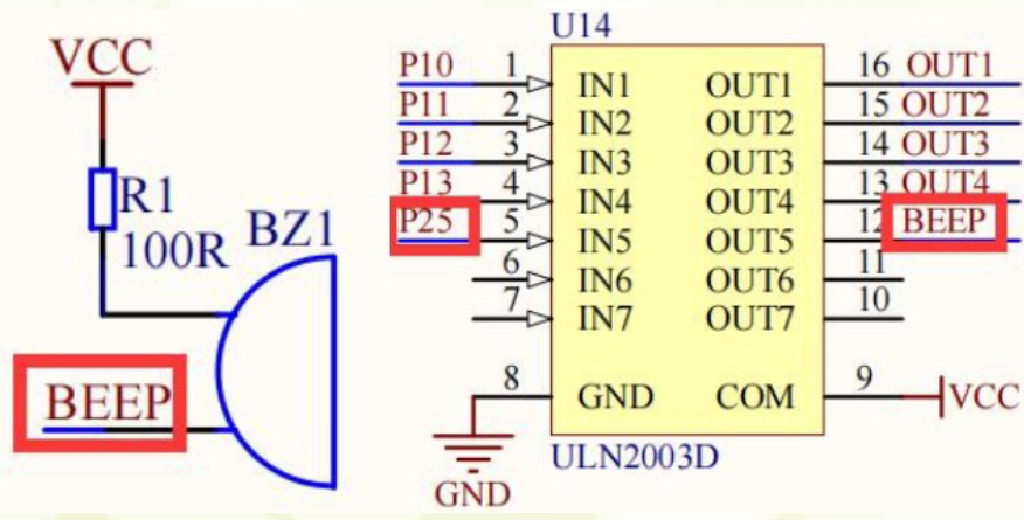 VCC
R1
100R
BZ1
BEEP
U14
P10 1 IN1 OUT1 16 OUT1
P11 2 IN2 OUT2 15 OUT2
P12 3 IN3 OUT3 14 OUT3
P13 4 IN4 OUT4 13 OUT4
P25 5 IN5 OUT5 12 BEEP
6 IN6 OUT6 11
7 IN7 OUT7 10
8 GND COM 9 VCC
ULN2003D
GND